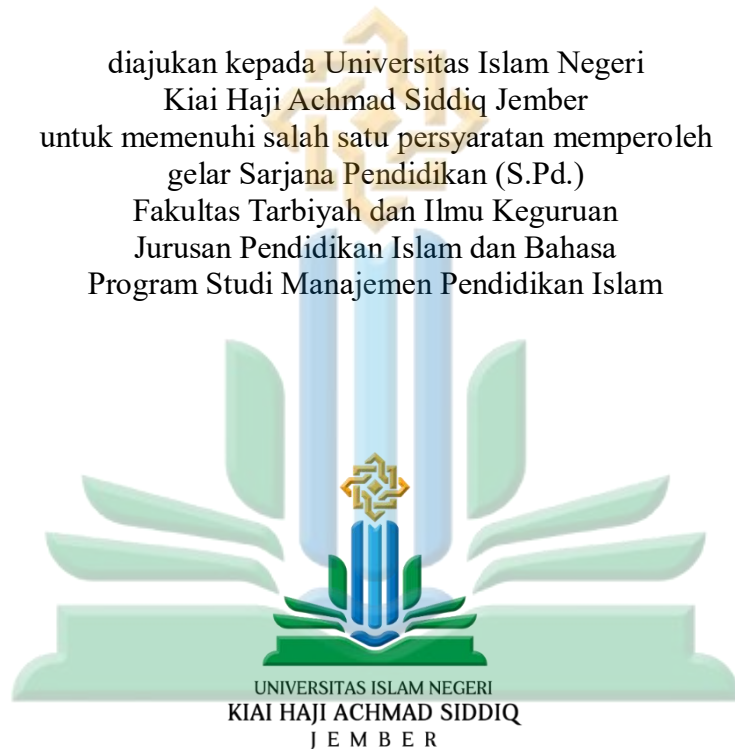 diajukan kepada Universitas Islam Negeri
Kiai Haji Achmad Siddiq Jember
untuk memenuhi salah satu persyaratan memperoleh
gelar Sarjana Pendidikan (S.Pd.)
Fakultas Tarbiyah dan Ilmu Keguruan
Jurusan Pendidikan Islam dan Bahasa
Program Studi Manajemen Pendidikan Islam
UNIVERSITAS ISLAM NEGERI
KIAI HAJI ACHMAD SIDDIQ
JEMBER